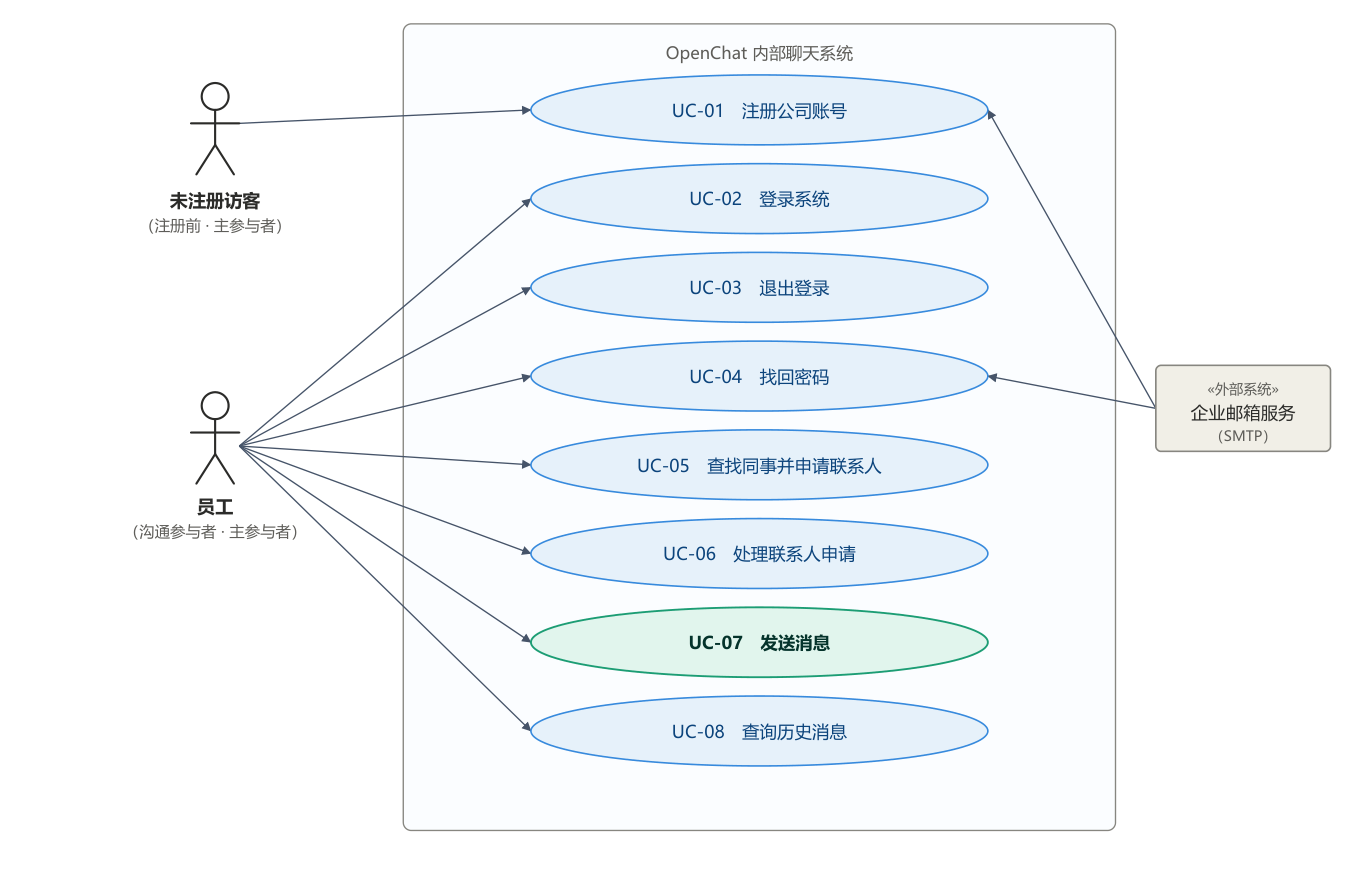 OpenChat 内部聊天系统
UC-01 注册公司账号
未注册访客
（注册前 · 主参与者）
UC-02 登录系统
UC-03 退出登录
UC-04 找回密码
«外部系统»
企业邮箱服务
（SMTP）
员工
（沟通参与者 · 主参与者）
UC-05 查找同事并申请联系人
UC-06 处理联系人申请
UC-07 发送消息
UC-08 查询历史消息